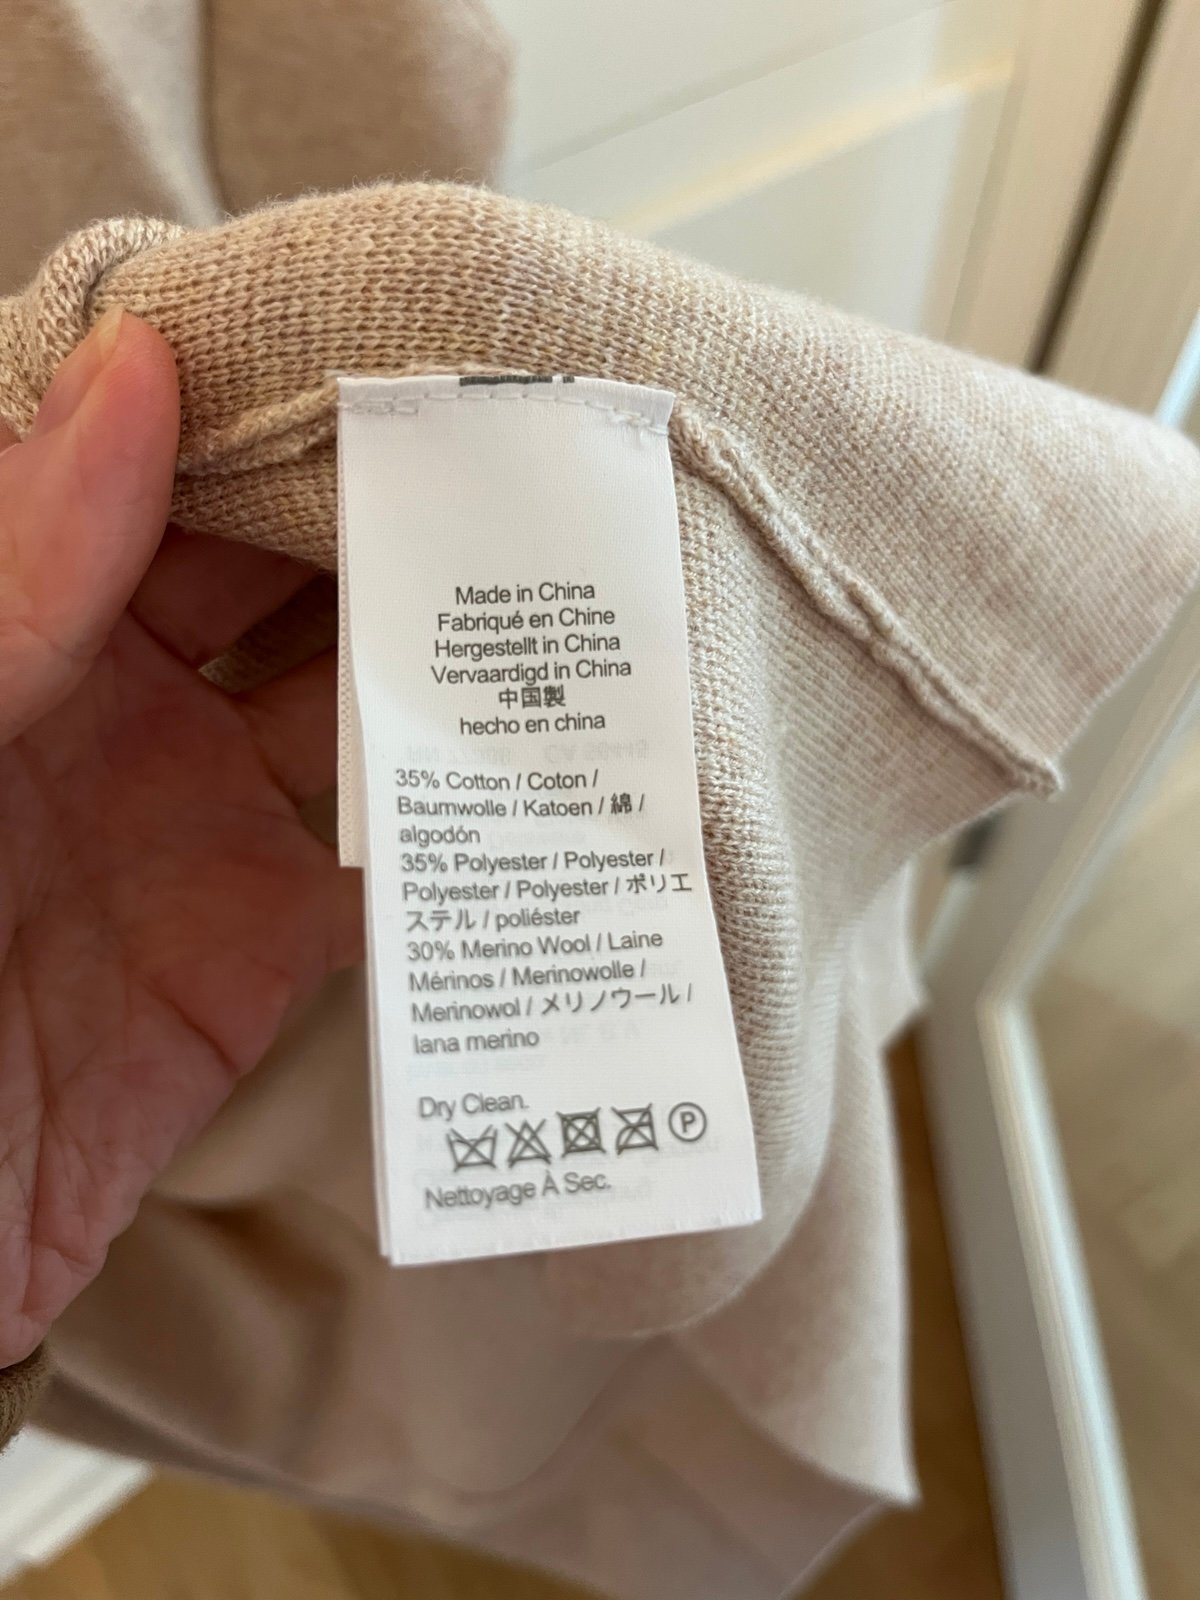 Made in China
Fabriqué en Chine
Hergestellt in China
Vervaardigd in China
中国製
hecho en china
35% Cotton / Coton /
Baumwolle / Katoen / 綿 /
algodón
35% Polyester / Polyester /
Polyester / Polyester / ポリエ
ステル / poliéster
30% Merino Wool / Laine
Mérinos / Merinowolle /
Merinowol / メリノウール /
lana merino
Dry Clean.
P
Nettoyage À Sec.